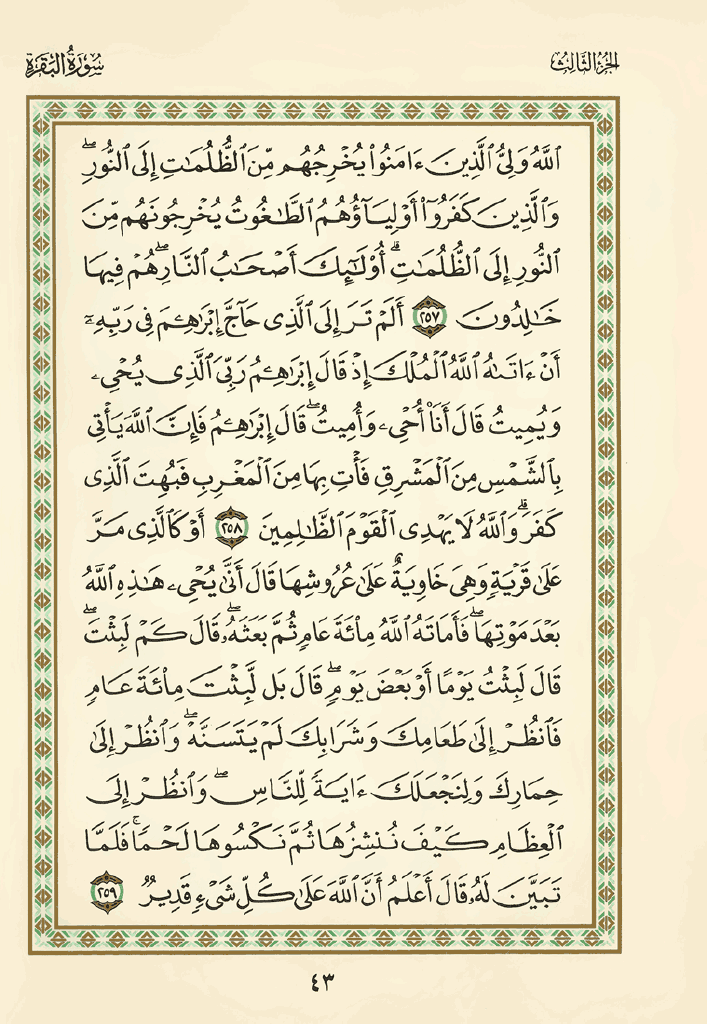 الجزء الثالث
سورة البقرة
ٱللَّهُ وَلِيُّ ٱلَّذِينَ ءَامَنُوا۟ يُخْرِجُهُم مِّنَ ٱلظُّلُمَـٰتِ إِلَى ٱلنُّورِ ۖ
وَٱلَّذِينَ كَفَرُوٓا۟ أَوْلِيَآؤُهُمُ ٱلطَّـٰغُوتُ يُخْرِجُونَهُم مِّنَ
ٱلنُّورِ إِلَى ٱلظُّلُمَـٰتِ ۗ أُو۟لَـٰٓئِكَ أَصْحَـٰبُ ٱلنَّارِ ۖ هُمْ فِيهَا
خَـٰلِدُونَ ٢٥٧ أَلَمْ تَرَ إِلَى ٱلَّذِى حَآجَّ إِبْرَٰهِـۧمَ فِى رَبِّهِۦٓ
أَنْ ءَاتَىٰهُ ٱللَّهُ ٱلْمُلْكَ إِذْ قَالَ إِبْرَٰهِـۧمُ رَبِّىَ ٱلَّذِى يُحْىِۦ
وَيُمِيتُ قَالَ أَنَا۠ أُحْىِۦ وَأُمِيتُ ۖ قَالَ إِبْرَٰهِـۧمُ فَإِنَّ ٱللَّهَ يَأْتِى
بِٱلشَّمْسِ مِنَ ٱلْمَشْرِقِ فَأْتِ بِهَا مِنَ ٱلْمَغْرِبِ فَبُهِتَ ٱلَّذِى
كَفَرَ ۗ وَٱللَّهُ لَا يَهْدِى ٱلْقَوْمَ ٱلظَّـٰلِمِينَ ٢٥٨ أَوْ كَٱلَّذِى مَرَّ
عَلَىٰ قَرْيَةٍ وَهِىَ خَاوِيَةٌ عَلَىٰ عُرُوشِهَا قَالَ أَنَّىٰ يُحْىِۦ هَـٰذِهِ ٱللَّهُ
بَعْدَ مَوْتِهَا ۖ فَأَمَاتَهُ ٱللَّهُ مِا۟ئَةَ عَامٍ ثُمَّ بَعَثَهُۥ ۖ قَالَ كَمْ لَبِثْتَ ۖ
قَالَ لَبِثْتُ يَوْمًا أَوْ بَعْضَ يَوْمٍ ۖ قَالَ بَل لَّبِثْتَ مِا۟ئَةَ عَامٍ
فَٱنظُرْ إِلَىٰ طَعَامِكَ وَشَرَابِكَ لَمْ يَتَسَنَّهْ ۖ وَٱنظُرْ إِلَىٰ
حِمَارِكَ وَلِنَجْعَلَكَ ءَايَةً لِّلنَّاسِ ۖ وَٱنظُرْ إِلَى
ٱلْعِظَامِ كَيْفَ نُنشِزُهَا ثُمَّ نَكْسُوهَا لَحْمًا ۚ فَلَمَّا
تَبَيَّنَ لَهُۥ قَالَ أَعْلَمُ أَنَّ ٱللَّهَ عَلَىٰ كُلِّ شَىْءٍ قَدِيرٌ ٢٥٩
٤٣